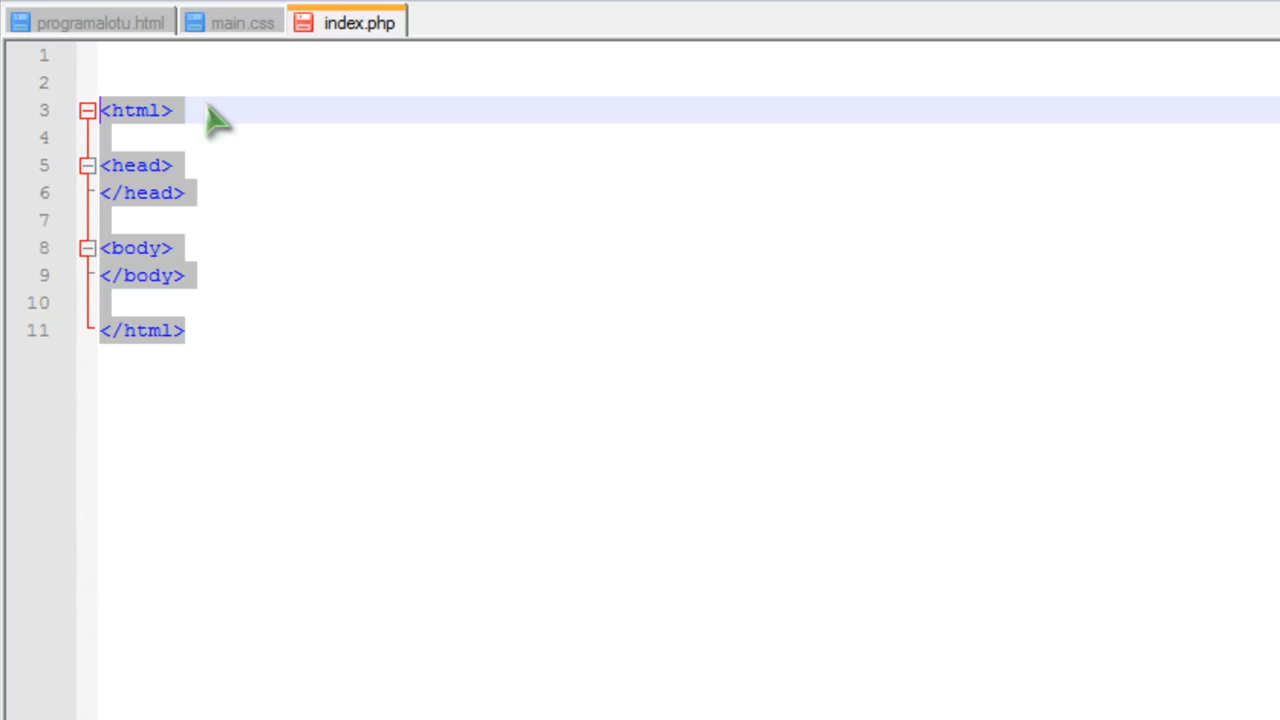 programalotu.html main.css index.php
1
2
3 <html>
4
5 <head>
6 </head>
7
8 <body>
9 </body>
10
11 </html>